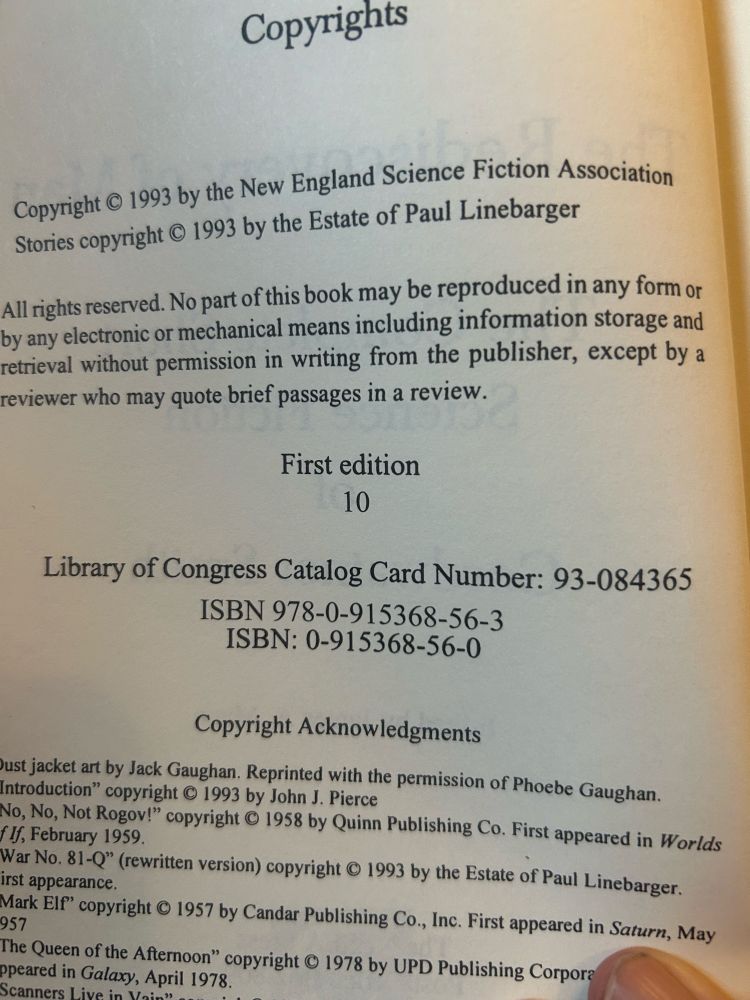 Copyrights
Copyright © 1993 by the New England Science Fiction Association
Stories copyright © 1993 by the Estate of Paul Linebarger
All rights reserved. No part of this book may be reproduced in any form or
by any electronic or mechanical means including information storage and
retrieval without permission in writing from the publisher, except by a
reviewer who may quote brief passages in a review.
First edition
10
Library of Congress Catalog Card Number: 93-084365
ISBN 978-0-915368-56-3
ISBN: 0-915368-56-0
Copyright Acknowledgments
Dust jacket art by Jack Gaughan. Reprinted with the permission of Phoebe Gaughan.
Introduction” copyright © 1993 by John J. Pierce
No, No, Not Rogov!” copyright © 1958 by Quinn Publishing Co. First appeared in Worlds
f If, February 1959.
War No. 81-Q” (rewritten version) copyright © 1993 by the Estate of Paul Linebarger.
irst appearance.
Mark Elf” copyright © 1957 by Candar Publishing Co., Inc. First appeared in Saturn, May
957
The Queen of the Afternoon” copyright © 1978 by UPD Publishing Corpora
ppeared in Galaxy, April 1978.
Scanners Live in Vain”